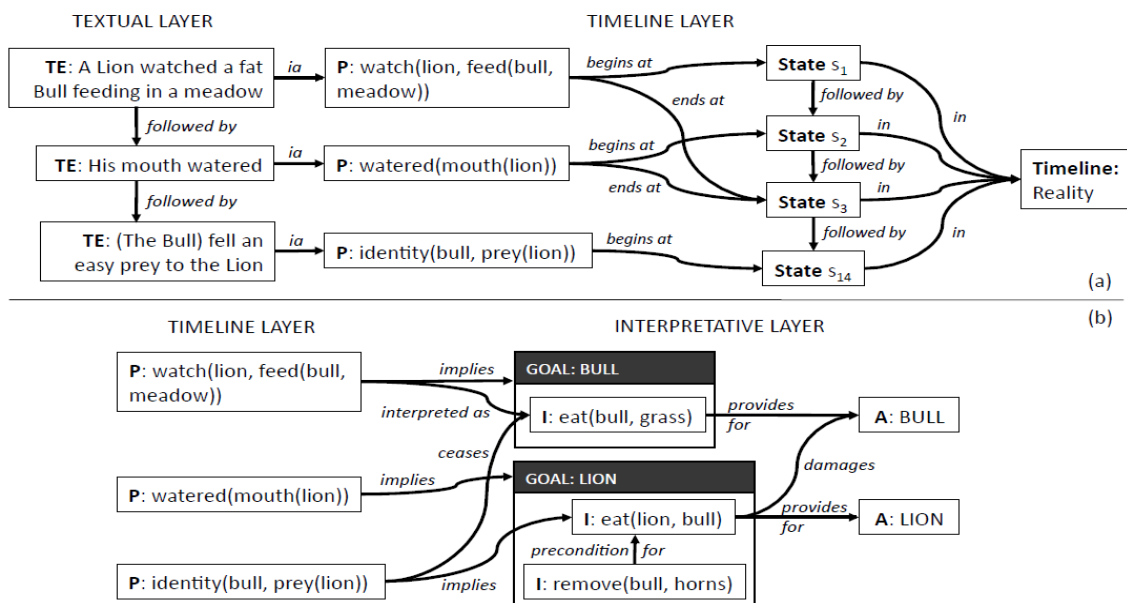 TEXTUAL LAYER
TIMELINE LAYER
TE: A Lion watched a fat
Bull feeding in a meadow
ia
P: watch(lion, feed(bull,
meadow))
begins at
ends at
State s1
followed by
in
followed by
TE: His mouth watered
ia
P: watered(mouth(lion))
begins at
ends at
State s2
in
followed by
State s3
in
Timeline:
Reality
followed by
TE: (The Bull) fell an
easy prey to the Lion
ia
P: identity(bull, prey(lion))
begins at
followed by
in
State s14
(a)
(b)
TIMELINE LAYER
INTERPRETATIVE LAYER
P: watch(lion, feed(bull,
meadow))
implies
interpreted as
GOAL: BULL
I: eat(bull, grass)
provides
for
A: BULL
ceases
damages
P: watered(mouth(lion))
implies
GOAL: LION
I: eat(lion, bull)
provides
for
A: LION
precondition for
P: identity(bull, prey(lion))
implies
I: remove(bull, horns)